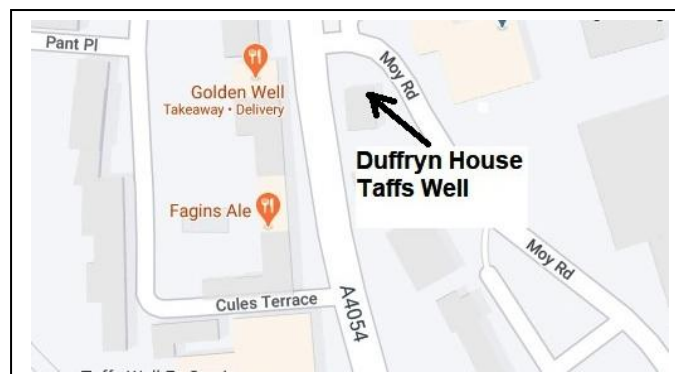 Pant Pl
Golden Well
Takeaway • Delivery
Moy Rd
Duffryn House
Taffs Well
Fagins Ale
Moy Rd
Cules Terrace
A4054